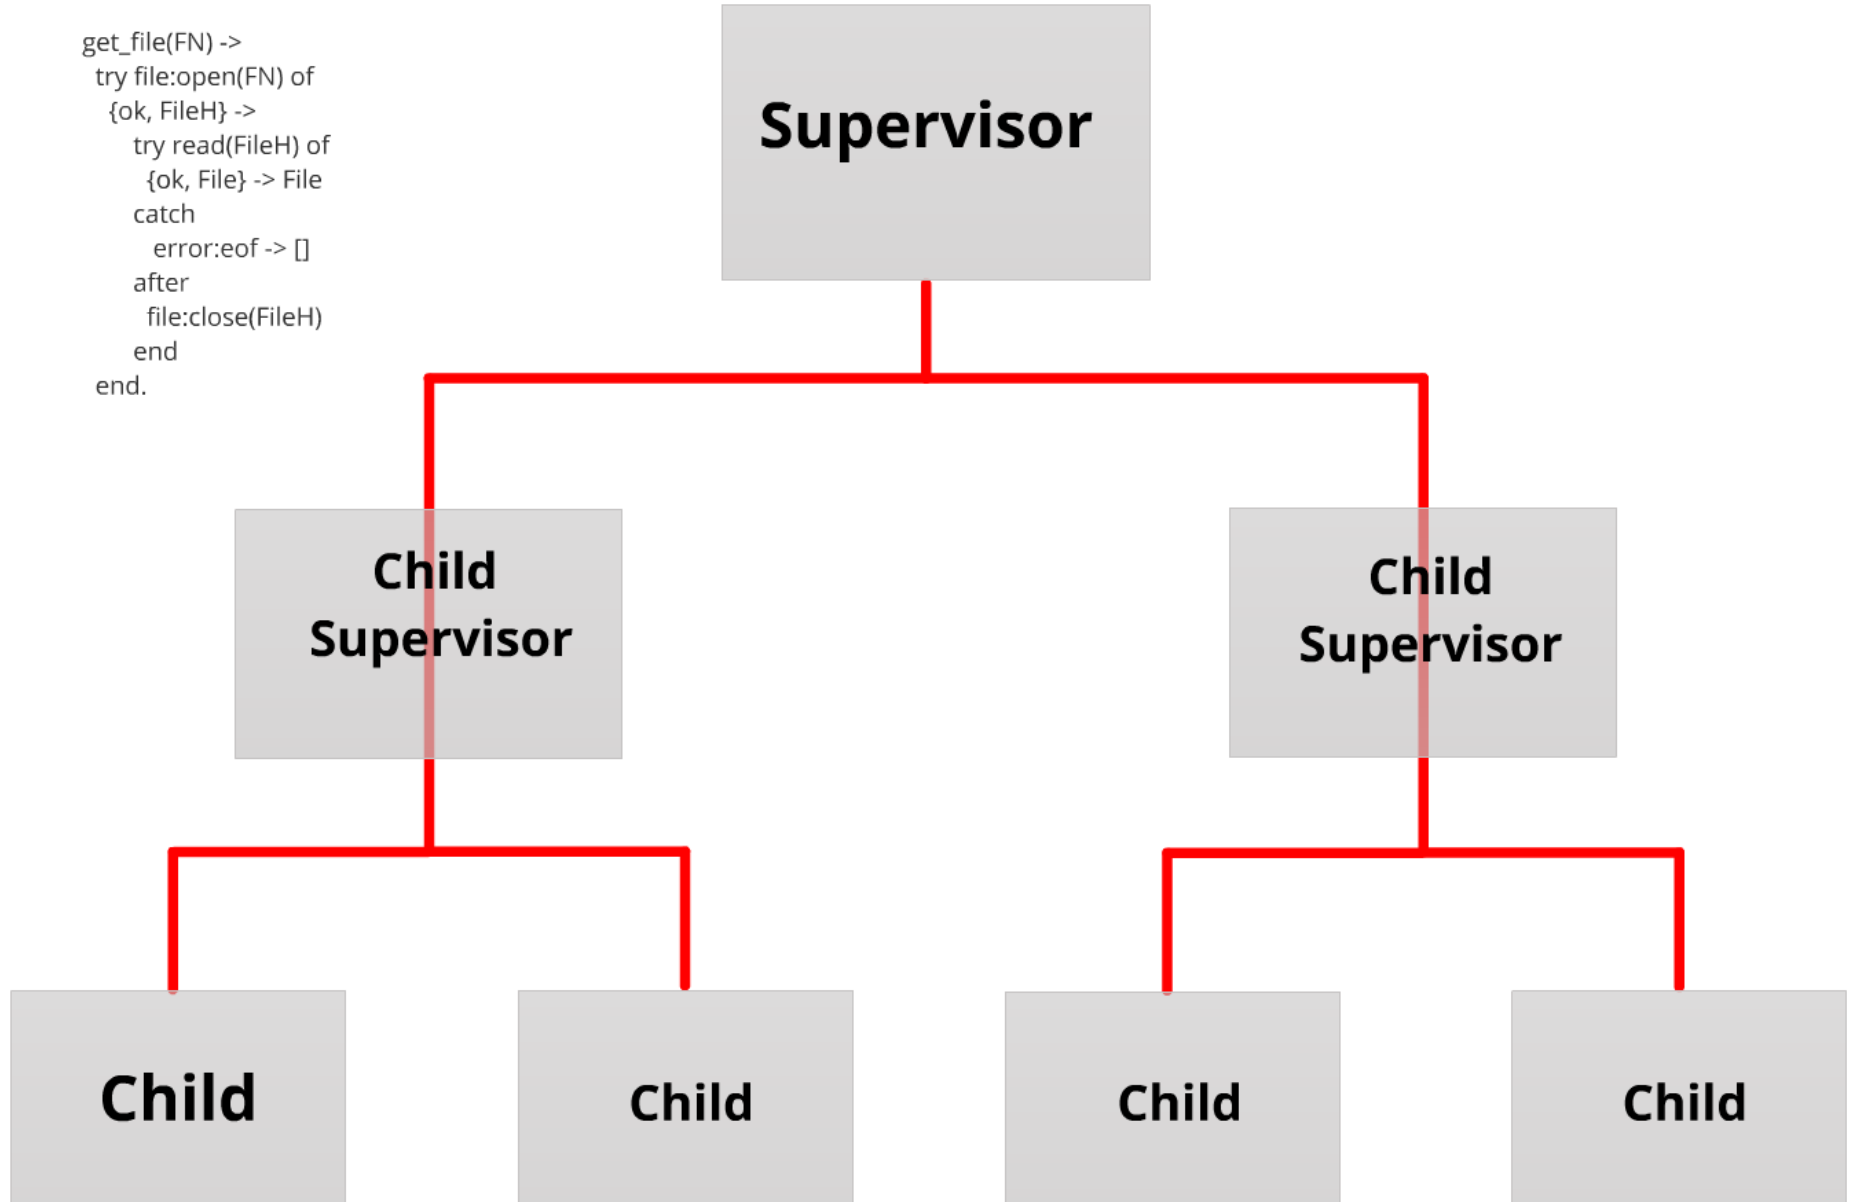 get_file(FN) ->
try file:open(FN) of
{ok, FileH} ->
try read(FileH) of
{ok, File} -> File
catch
error:eof -> []
after
file:close(FileH)
end
end.
Supervisor
Child
Supervisor
Child
Supervisor
Child
Child
Child
Child